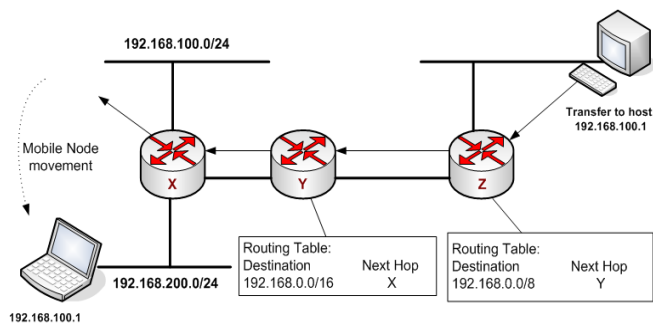 192.168.100.0/24
Transfer to host
192.168.100.1
Mobile Node
movement
X
Y
Z
Routing Table:
Destination Next Hop
192.168.0.0/16 X
Routing Table:
Destination Next Hop
192.168.0.0/8 Y
192.168.200.0/24
192.168.100.1